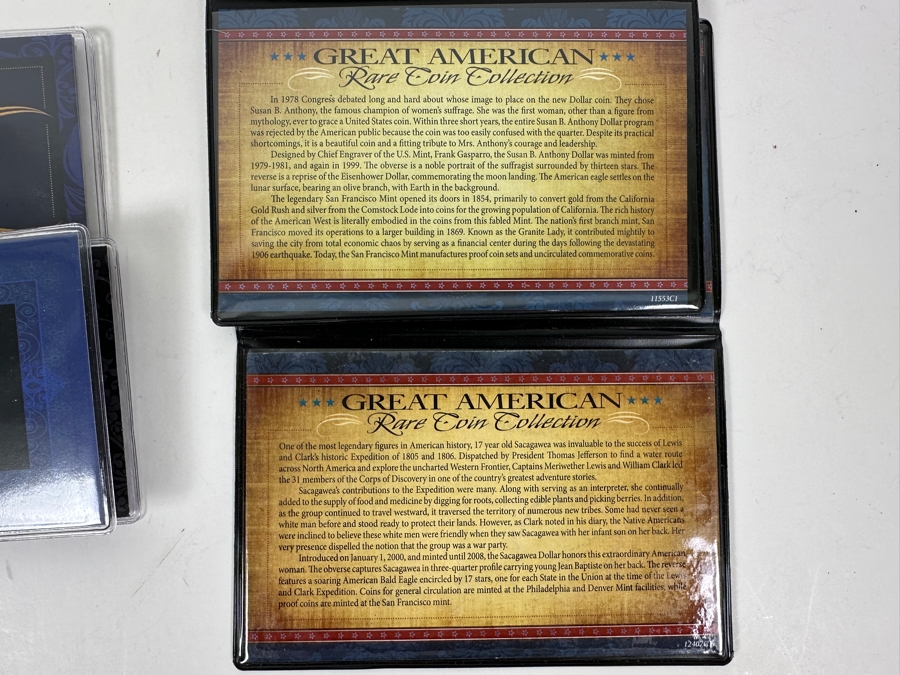 GREAT AMERICAN
Rare Coin Collection
In 1978 Congress debated long and hard about whose image to place on the new Dollar coin. They chose
Susan B. Anthony, the famous champion of women's suffrage. She was the first woman, other than a figure from
mythology, ever to grace a United States coin. Within three short years, the entire Susan B. Anthony Dollar program
was rejected by the American public because the coin was too easily confused with the quarter. Despite its practical
shortcomings, it is a beautiful coin and a fitting tribute to Mrs. Anthony's courage and leadership.
Designed by Chief Engraver of the U.S. Mint, Frank Gasparro, the Susan B. Anthony Dollar was minted from
1979-1981, and again in 1999. The obverse is a noble portrait of the suffragist surrounded by thirteen stars. The
reverse is a reprise of the Eisenhower Dollar, commemorating the moon landing. The American eagle settles on the
lunar surface, bearing an olive branch, with Earth in the background.
The legendary San Francisco Mint opened its doors in 1854, primarily to convert gold from the California
Gold Rush and silver from the Comstock Lode into coins for the growing population of California. The rich history
of the American West is literally embodied in the coins from this fabled Mint. The nation's first branch mint, San
Francisco moved its operations to a larger building in 1869. Known as the Granite Lady, it contributed mightily to
saving the city from total economic chaos by serving as a financial center during the days following the devastating
1906 earthquake. Today, the San Francisco Mint manufactures proof coin sets and uncirculated commemorative coins.
11553C1
GREAT AMERICAN
Rare Coin Collection
One of the most legendary figures in American history, 17 year old Sacagawea was invaluable to the success of Lewis
and Clark's historic Expedition of 1805 and 1806. Dispatched by President Thomas Jefferson to find a water route
across North America and explore the uncharted Western Frontier, Captains Meriwether Lewis and William Clark led
the 31 members of the Corps of Discovery in one of the country's greatest adventure stories.
Sacagawea's contributions to the Expedition were many. Along with serving as an interpreter, she continually
added to the supply of food and medicine by digging for roots, collecting edible plants and picking berries. In addition,
as the group continued to travel westward, it traversed the territory of numerous new tribes. Some had never seen a
white man before and stood ready to protect their lands. However, as Clark noted in his diary, the Native Americans
were inclined to believe these white men were friendly when they saw Sacagawea with her infant son on her back. Her
very presence dispelled the notion that the group was a war party.
Introduced on January 1, 2000, and minted until 2008, the Sacagawea Dollar honors this extraordinary American
woman. The obverse captures Sacagawea in three-quarter profile carrying young Jean Baptiste on her back. The reverse
features a soaring American Bald Eagle encircled by 17 stars, one for each State in the Union at the time of the Lewis
and Clark Expedition. Coins for general circulation are minted at the Philadelphia and Denver Mint facilities, while
proof coins are minted at the San Francisco mint.